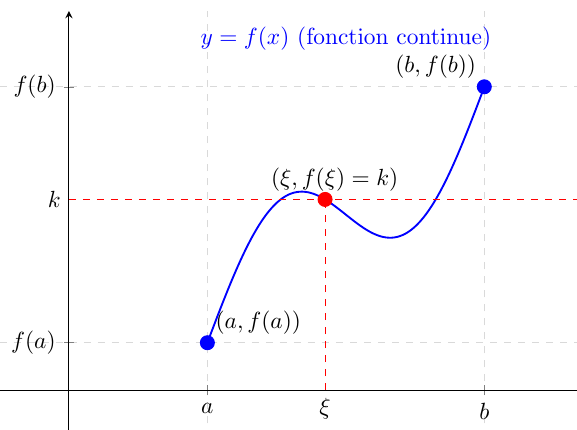 y = f(x) (fonction continue)
(b, f(b))
f(b)
(ξ, f(ξ) = k)
k
(a, f(a))
f(a)
a
ξ
b